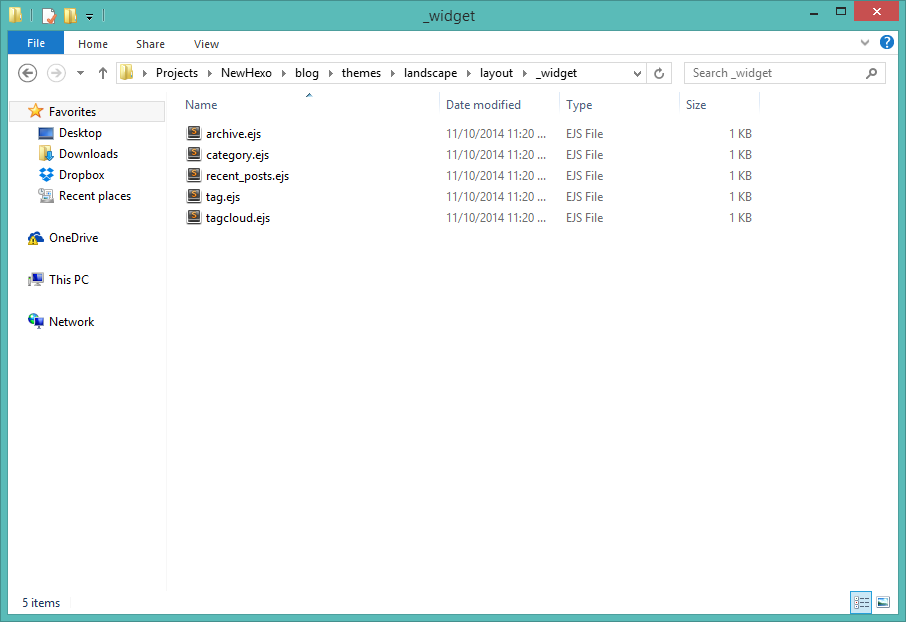 _widget
File Home Share View
Projects NewHexo blog themes landscape layout _widget Search _widget
Name Date modified Type Size
Favorites
Desktop
Downloads
Dropbox
Recent places
OneDrive
This PC
Network
archive.ejs 11/10/2014 11:20 ... EJS File 1 KB
category.ejs 11/10/2014 11:20 ... EJS File 1 KB
recent_posts.ejs 11/10/2014 11:20 ... EJS File 1 KB
tag.ejs 11/10/2014 11:20 ... EJS File 1 KB
tagcloud.ejs 11/10/2014 11:20 ... EJS File 1 KB
5 items